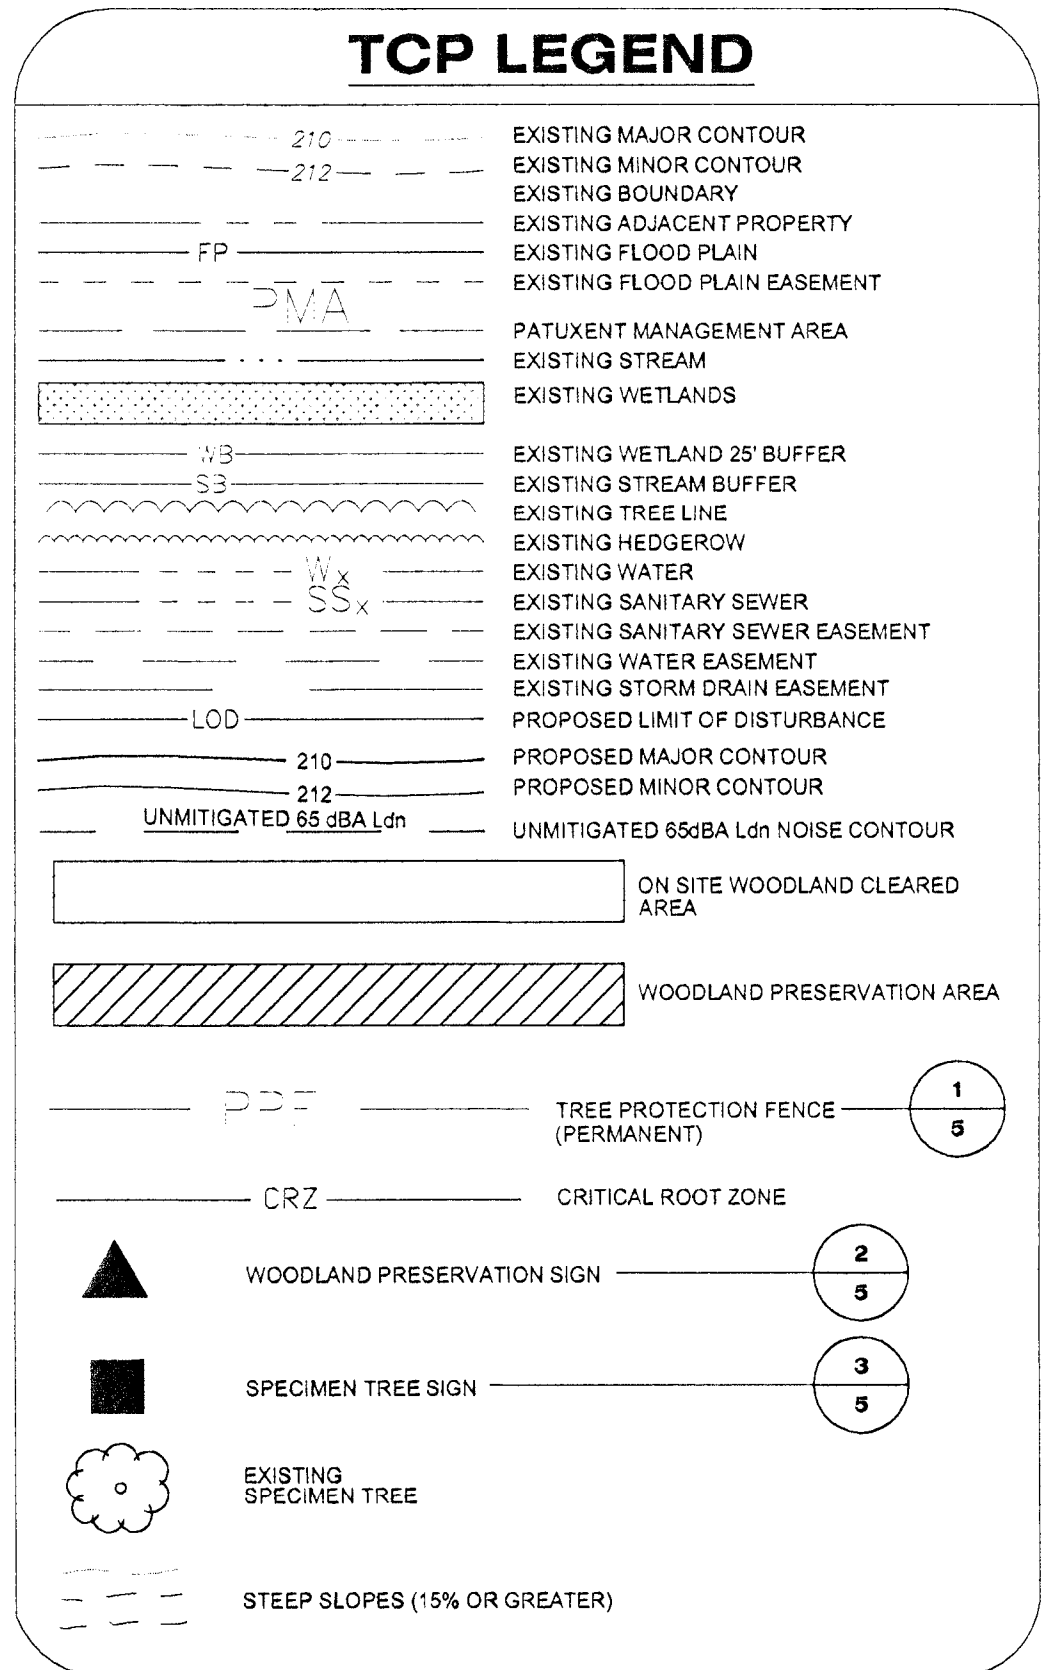 TCP LEGEND
210 EXISTING MAJOR CONTOUR
212 EXISTING MINOR CONTOUR
EXISTING BOUNDARY
EXISTING ADJACENT PROPERTY
FP EXISTING FLOOD PLAIN
EXISTING FLOOD PLAIN EASEMENT
PMA
PATUXENT MANAGEMENT AREA
EXISTING STREAM
EXISTING WETLANDS
WB EXISTING WETLAND 25' BUFFER
SB EXISTING STREAM BUFFER
EXISTING TREE LINE
EXISTING HEDGEROW
Wx EXISTING WATER
SSx EXISTING SANITARY SEWER
EXISTING SANITARY SEWER EASEMENT
EXISTING WATER EASEMENT
EXISTING STORM DRAIN EASEMENT
LOD PROPOSED LIMIT OF DISTURBANCE
210 PROPOSED MAJOR CONTOUR
212 PROPOSED MINOR CONTOUR
UNMITIGATED 65 dBA Ldn
UNMITIGATED 65dBA Ldn NOISE CONTOUR
ON SITE WOODLAND CLEARED
AREA
WOODLAND PRESERVATION AREA
TREE PROTECTION FENCE
(PERMANENT)
1
5
CRZ CRITICAL ROOT ZONE
WOODLAND PRESERVATION SIGN
2
5
SPECIMEN TREE SIGN
3
5
EXISTING
SPECIMEN TREE
STEEP SLOPES (15% OR GREATER)